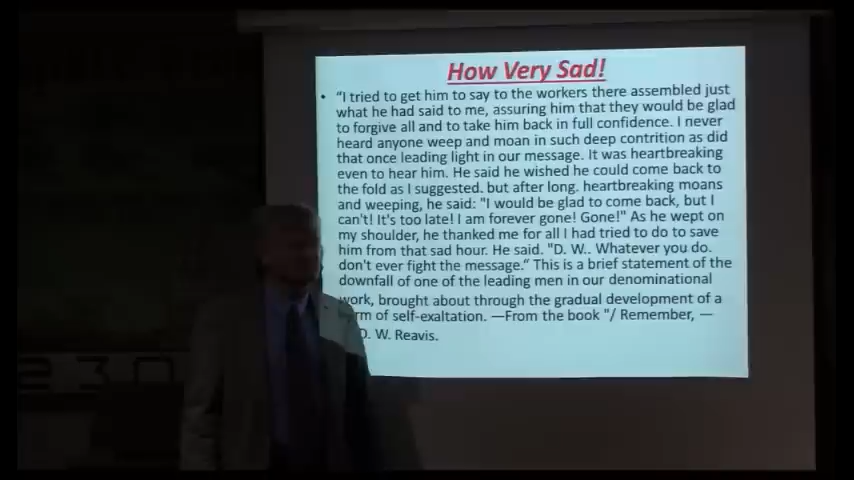 How Very Sad!
• "I tried to get him to say to the workers there assembled just
what he had said to me, assuring him that they would be glad
to forgive all and to take him back in full confidence. I never
heard anyone weep and moan in such deep contrition as did
that once leading light in our message. It was heartbreaking
even to hear him. He said he wished he could come back to
the fold as I suggested. but after long. heartbreaking moans
and weeping, he said: "I would be glad to come back, but I
can't! It's too late! I am forever gone! Gone!" As he wept on
my shoulder, he thanked me for all I had tried to do to save
him from that sad hour. He said. "D. W.. Whatever you do.
don't ever fight the message." This is a brief statement of the
downfall of one of the leading men in our denominational
work, brought about through the gradual development of a
rm of self-exaltation. —From the book "/ Remember, —
D. W. Reavis.
230